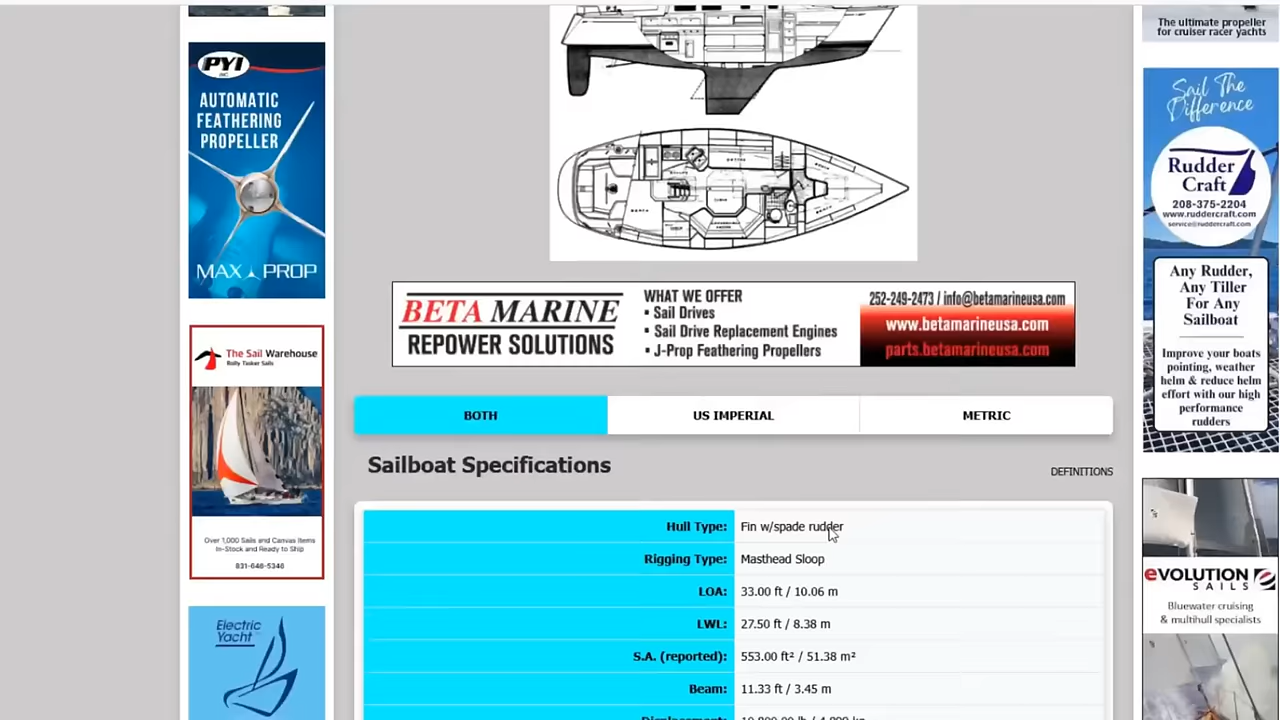 PYI
INC
AUTOMATIC
FEATHERING
PROPELLER
MAX PROP
The Sail Warehouse
Rolly Tasker Sails
Over 1,000 Sails and Canvas Items
In-Stock and Ready to Ship
831-646-5346
Electric
Yacht
BETA MARINE
REPOWER SOLUTIONS
WHAT WE OFFER
• Sail Drives
• Sail Drive Replacement Engines
• J-Prop Feathering Propellers
252-249-2473 / info@betamarineusa.com
www.betamarineusa.com
parts.betamarineusa.com
BOTH
US IMPERIAL
METRIC
Sailboat Specifications
DEFINITIONS
Hull Type: Fin w/spade rudder
Rigging Type: Masthead Sloop
LOA: 33.00 ft / 10.06 m
LWL: 27.50 ft / 8.38 m
S.A. (reported): 553.00 ft² / 51.38 m²
Beam: 11.33 ft / 3.45 m
Displacement:
The ultimate propeller
for cruiser racer yachts
Sail The
Difference
Rudder
Craft
208-375-2204
www.ruddercraft.com
service@ruddercraft.com
Any Rudder,
Any Tiller
For Any
Sailboat
Improve your boats
pointing, weather
helm & reduce helm
effort with our high
performance
rudders
eVOLUTION
SAILS
Bluewater cruising
& multihull specialists